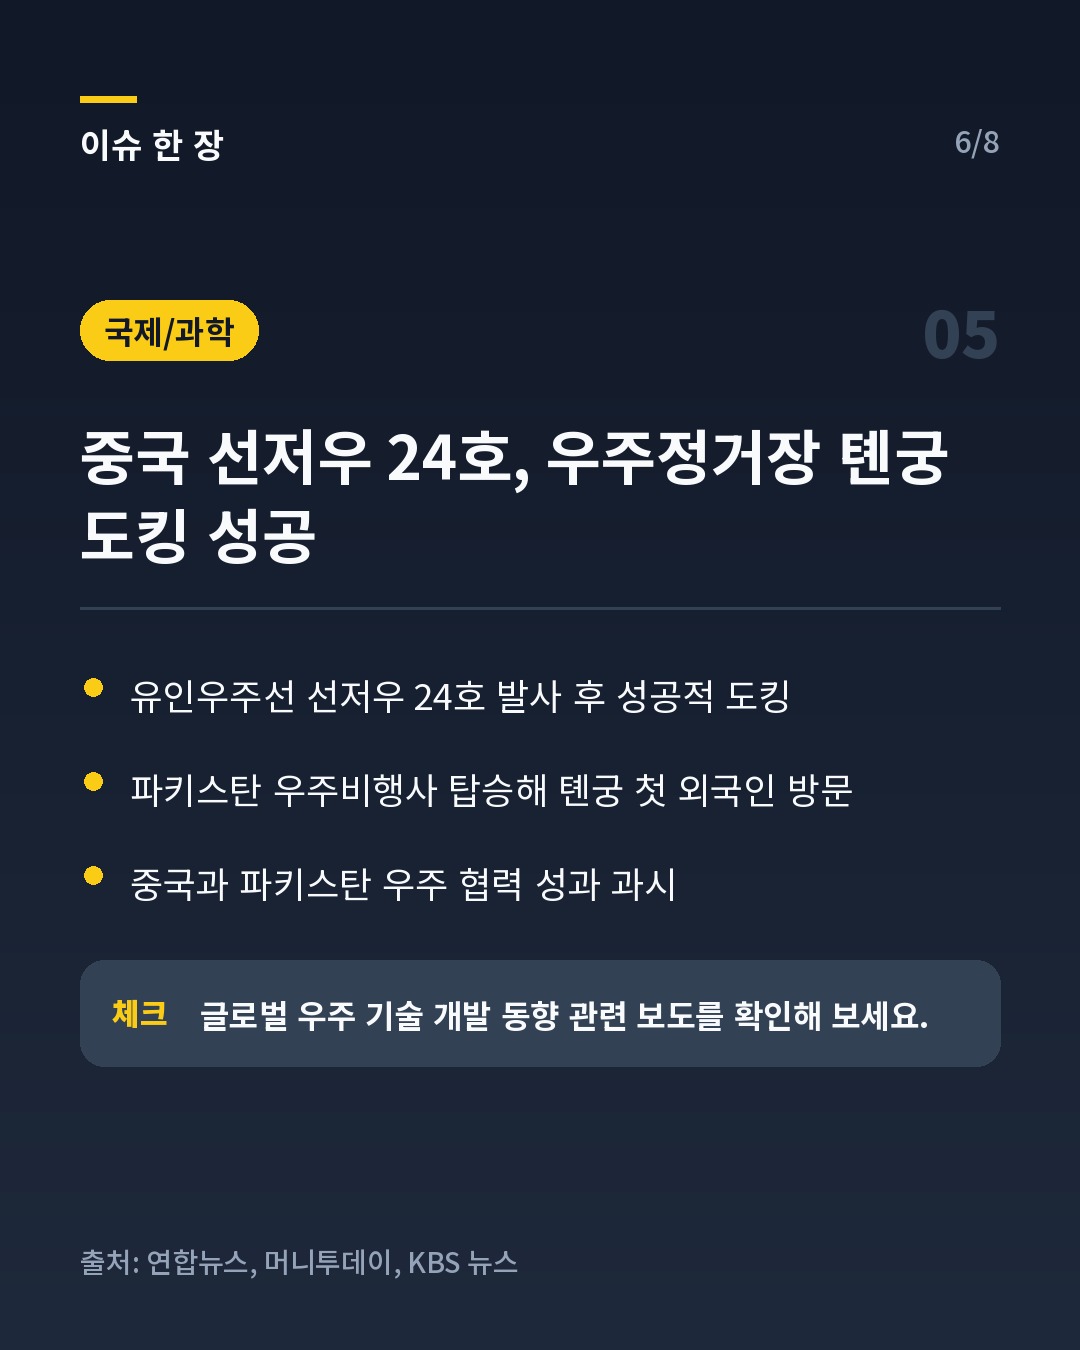 이슈 한 장
6/8
국제/과학
05
중국 선저우 24호, 우주정거장 톈궁
도킹 성공
유인우주선 선저우 24호 발사 후 성공적 도킹
파키스탄 우주비행사 탑승해 톈궁 첫 외국인 방문
중국과 파키스탄 우주 협력 성과 과시
체크 글로벌 우주 기술 개발 동향 관련 보도를 확인해 보세요.
출처: 연합뉴스, 머니투데이, KBS 뉴스